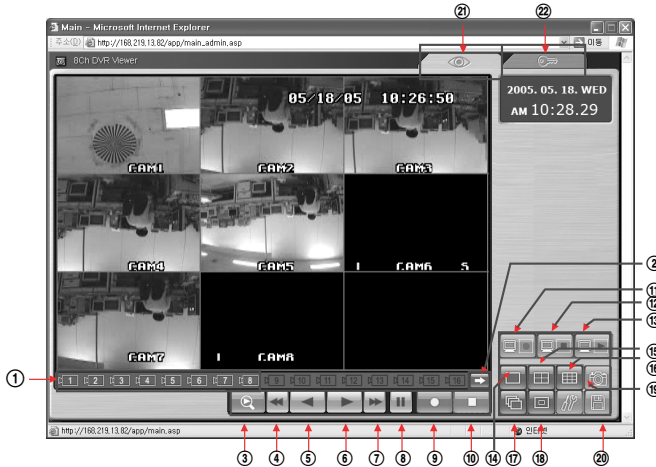 ㉑ ㉒
Main - Microsoft Internet Explorer
주소(D) http://168,219,13,82/app/main_admin,asp 이동
8Ch DVR Viewer
2005. 05. 18. WED
AM 10:28.29
05/18/05 10:26:50
CAM1 CAM2 CAM3
CAM4 CAM5 CAM6 S
CAM7 CAM8
①
1 2 3 4 5 6 7 8 9 10 11 12 13 14 15 16
⑪
⑫
⑬
⑮
⑯
⑲
http://168,219,13,82/app/main,asp 인터넷
③ ④ ⑤ ⑥ ⑦ ⑧ ⑨ ⑩ ⑭ ⑰ ⑱ ⑳